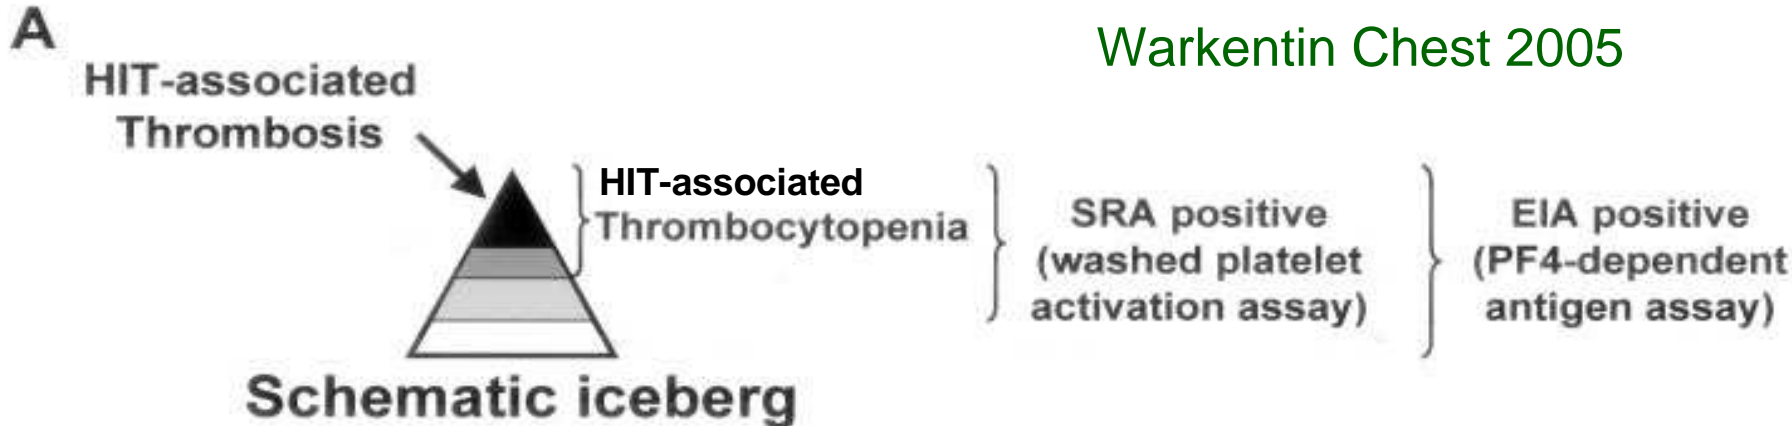 A
Warkentin Chest 2005
HIT-associated
Thrombosis
HIT-associated
Thrombocytopenia
SRA positive
(washed platelet
activation assay)
EIA positive
(PF4-dependent
antigen assay)
Schematic iceberg